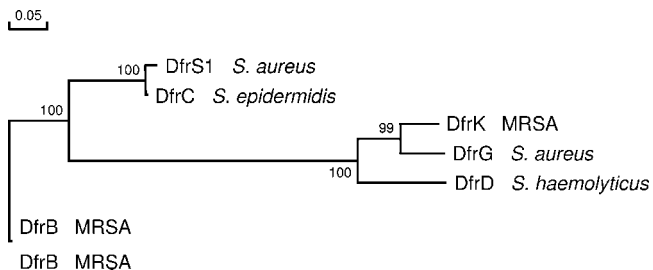 0.05
100 DfrS1 S. aureus
DfrC S. epidermidis
100
99 DfrK MRSA
DfrG S. aureus
100 DfrD S. haemolyticus
DfrB MRSA
DfrB MRSA